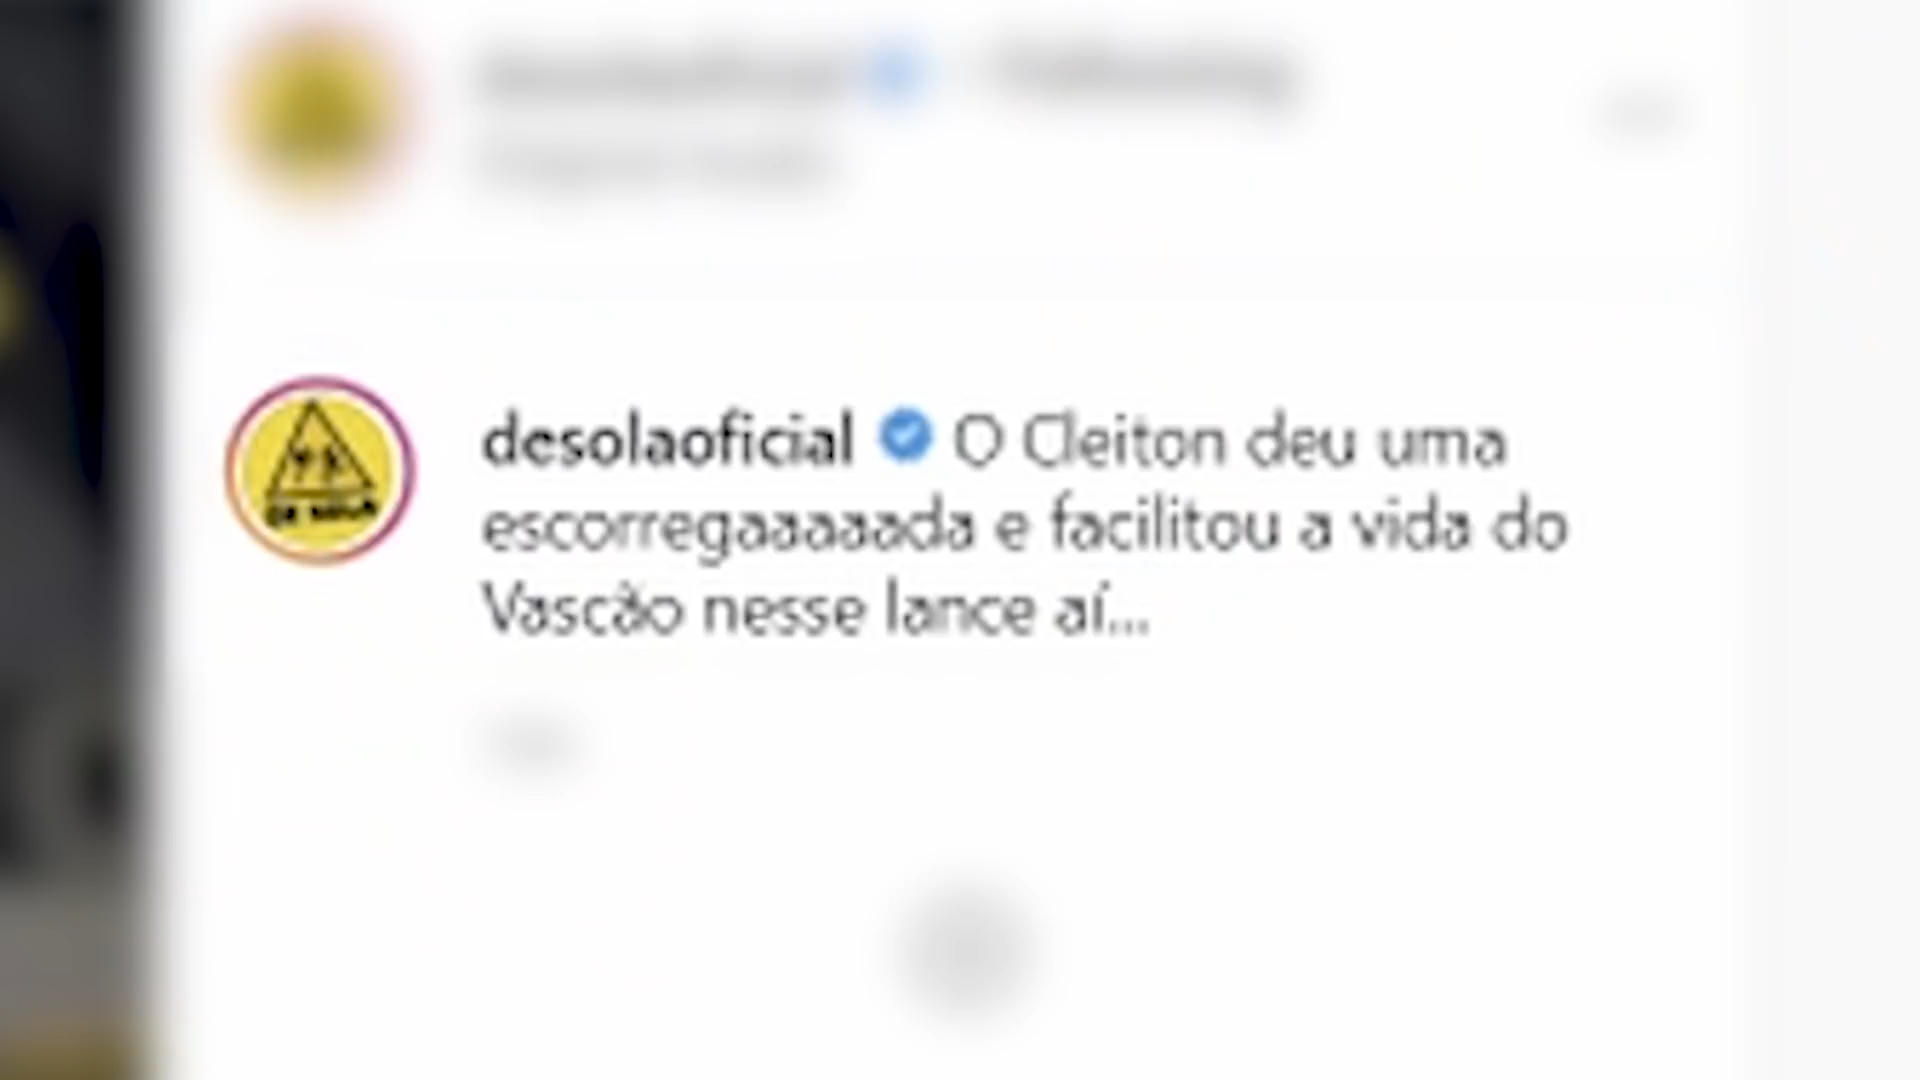 desolaoficial O Cleiton deu uma
escorregaaaaada e facilitou a vida do
Vascão nesse lance aí...